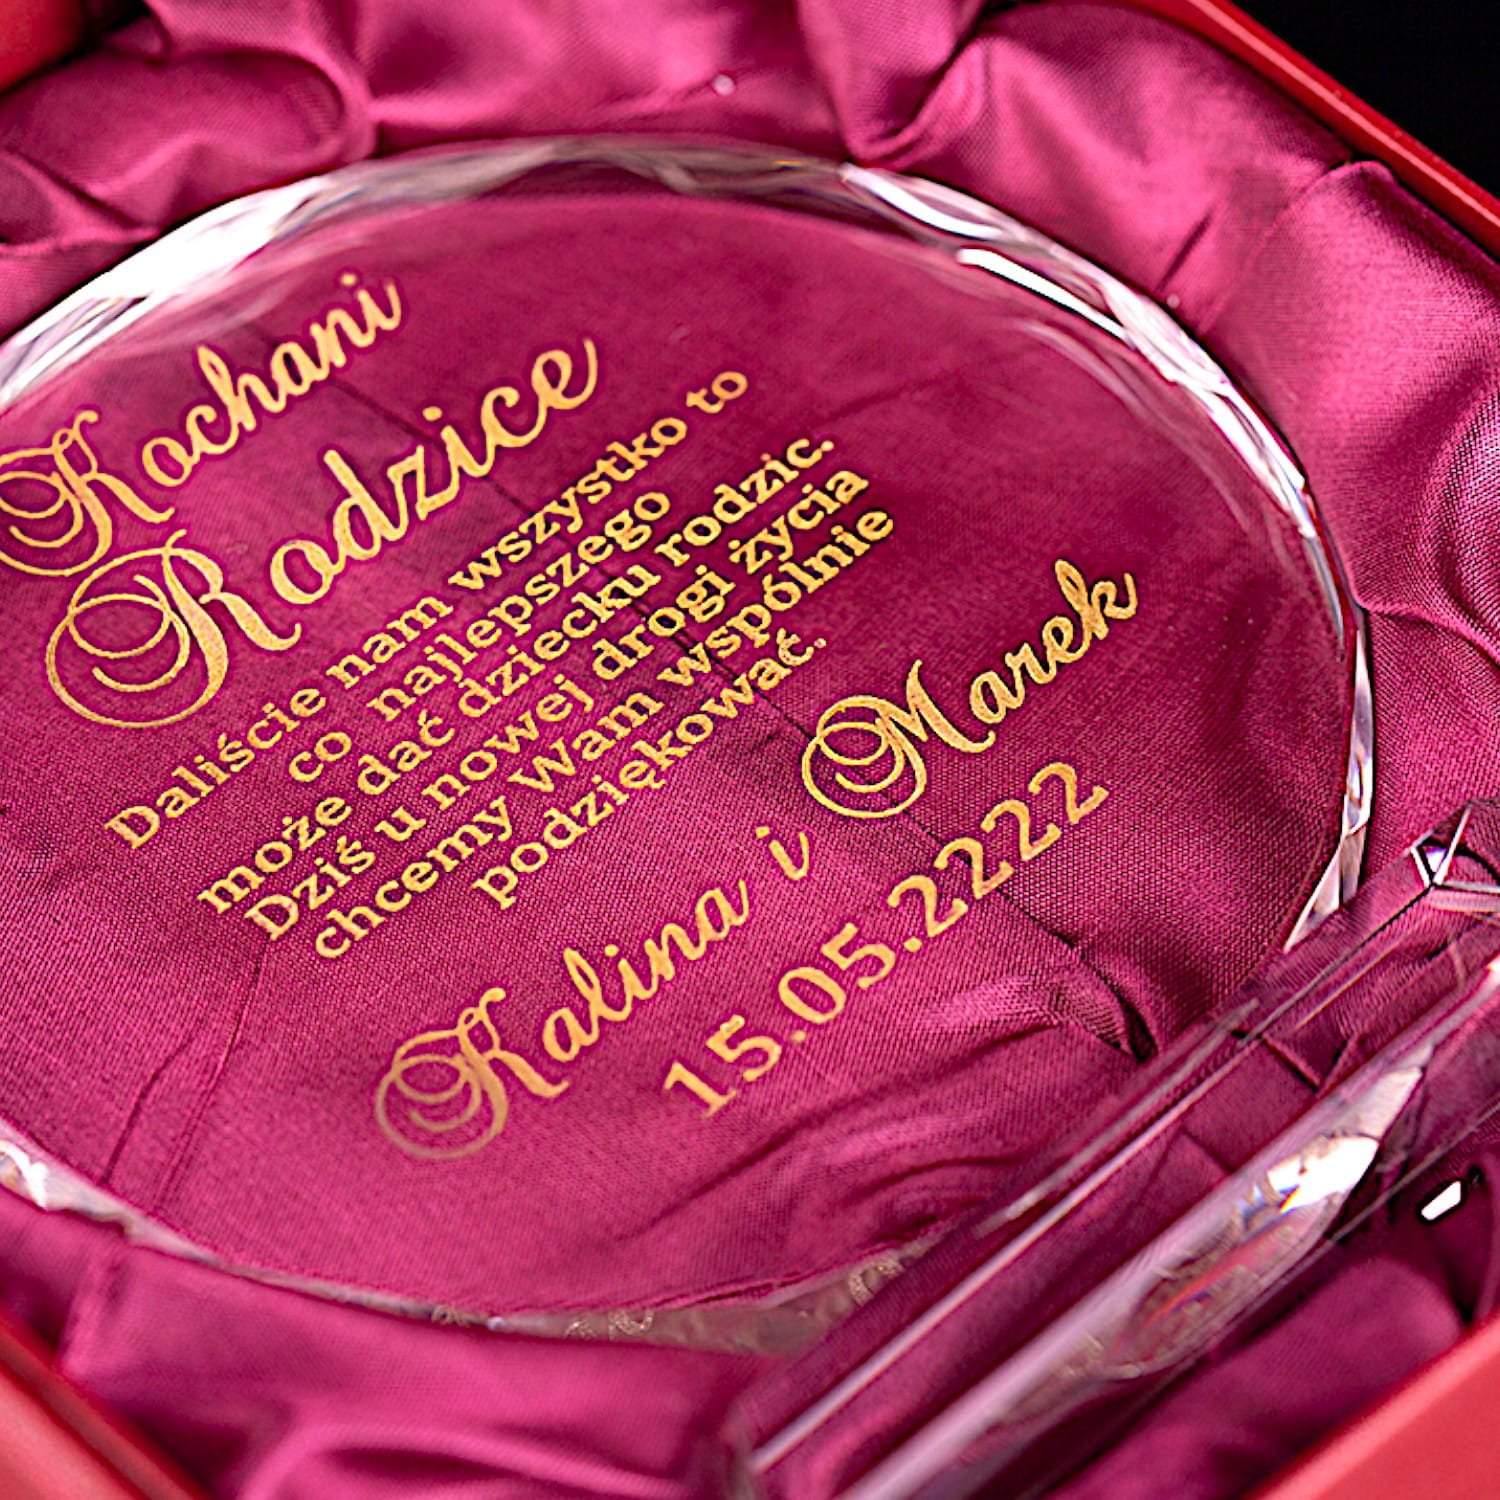 Kochani
Rodzice
Daliście nam wszystko to
co najlepszego
może dać dziecku rodzic.
Dziś u nowej drogi życia
chcemy Wam wspólnie
podziękować.
Kalina i Marek
15.05.2222